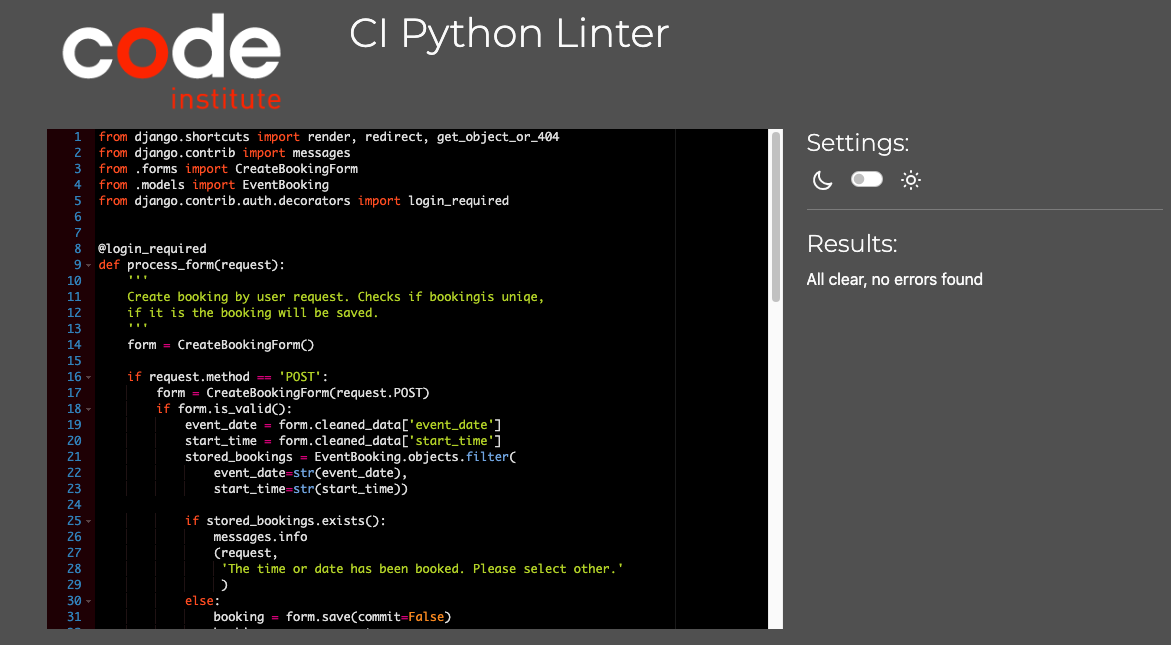 code
institute
CI Python Linter
1 from django.shortcuts import render, redirect, get_object_or_404
2 from django.contrib import messages
3 from .forms import CreateBookingForm
4 from .models import EventBooking
5 from django.contrib.auth.decorators import login_required
6
7
8 @login_required
9 def process_form(request):
10     '''
11     Create booking by user request. Checks if bookingis uniqe,
12     if it is the booking will be saved.
13     '''
14     form = CreateBookingForm()
15
16     if request.method == 'POST':
17         form = CreateBookingForm(request.POST)
18         if form.is_valid():
19             event_date = form.cleaned_data['event_date']
20             start_time = form.cleaned_data['start_time']
21             stored_bookings = EventBooking.objects.filter(
22                 event_date=str(event_date),
23                 start_time=str(start_time))
24
25             if stored_bookings.exists():
26                 messages.info
27                 (request,
28                  'The time or date has been booked. Please select other.'
29                  )
30             else:
31                 booking = form.save(commit=False)
Settings:
Results:
All clear, no errors found